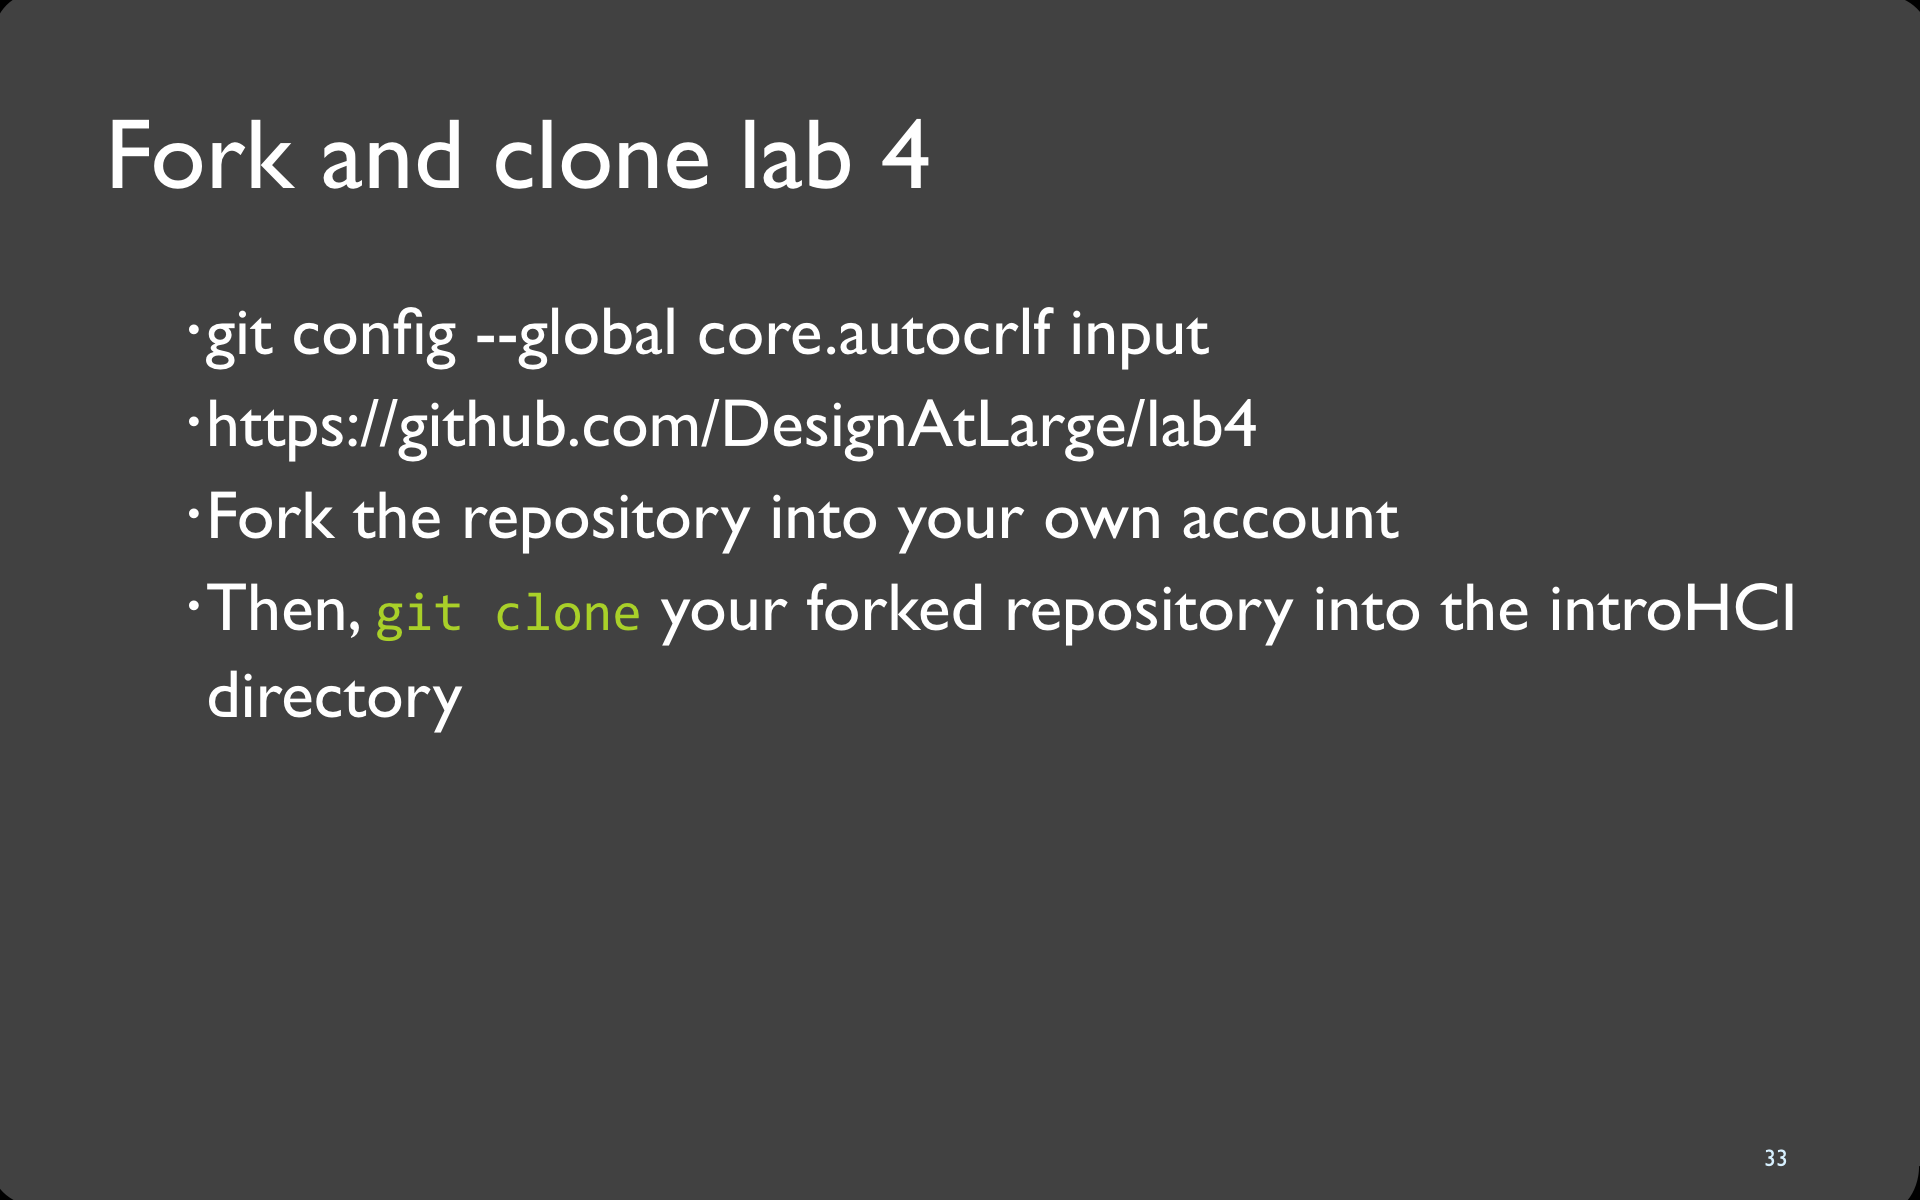 Fork and clone lab 4
•git config --global core.autocrlf input
•https://github.com/DesignAtLarge/lab4
•Fork the repository into your own account
•Then, git clone your forked repository into the introHCI
directory
33